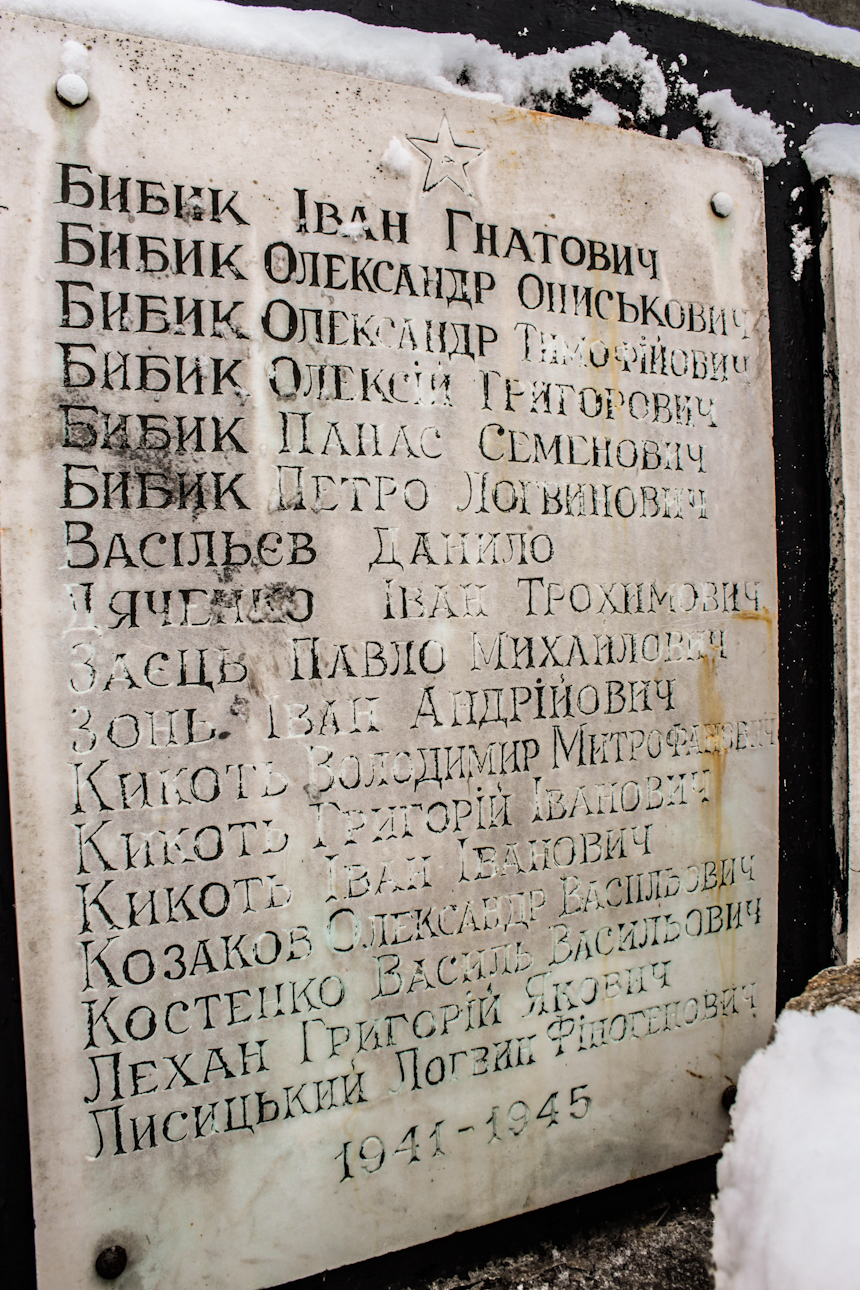 Бибик Іван Гнатович
Бибик Олександр Описькович
Бибик Олександр Тимофійович
Бибик Олексій Григорович
Бибик Панас Семенович
Бибик Петро Логвинович
Васільєв Данило
Дяченко Іван Трохимович
Заєць Павло Михайлович
Зонь Іван Андрійович
Кикоть Володимир Митрофанович
Кикоть Григорій Іванович
Кикоть Іван Іванович
Козаков Олександр Васильович
Костенко Василь Васильович
Лехан Григорій Якович
Лисицький Логвин Філогенович
1941-1945